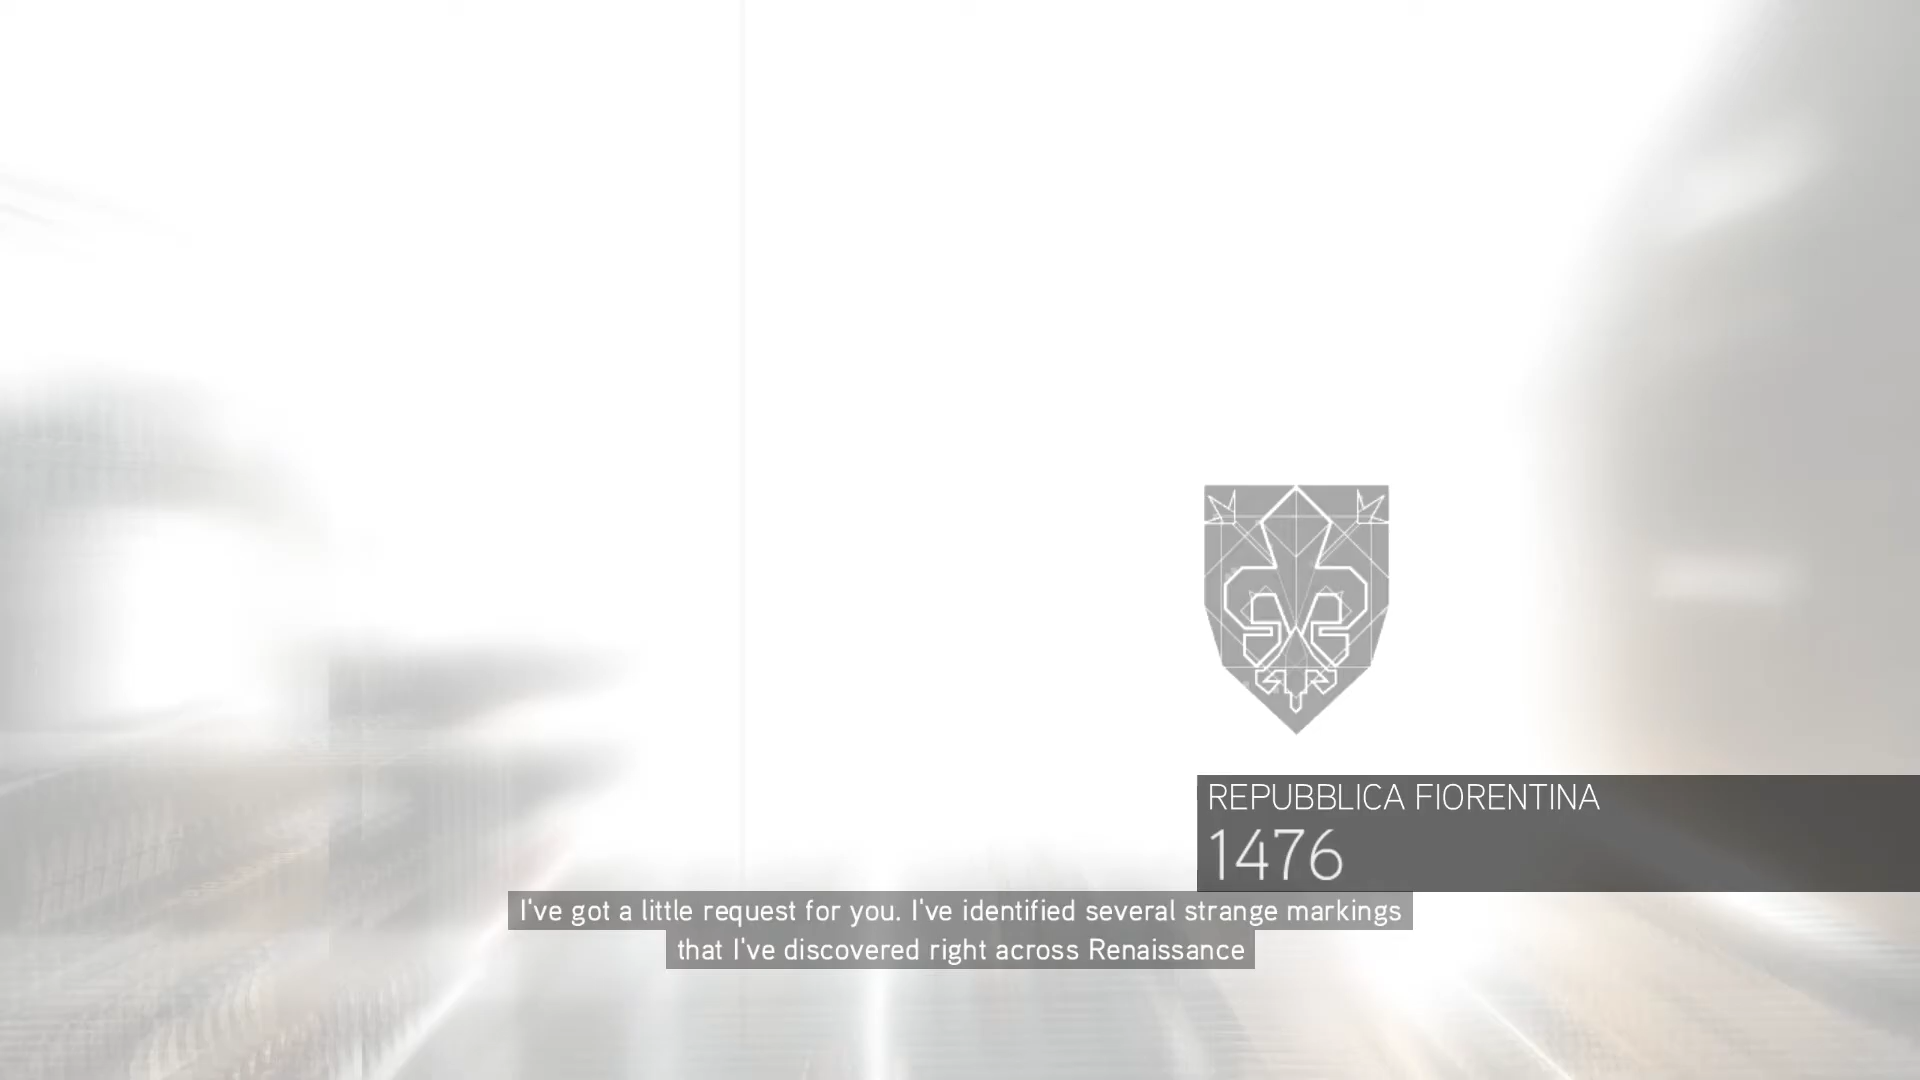 REPUBBLICA FIORENTINA
1476
I've got a little request for you. I've identified several strange markings
that I've discovered right across Renaissance